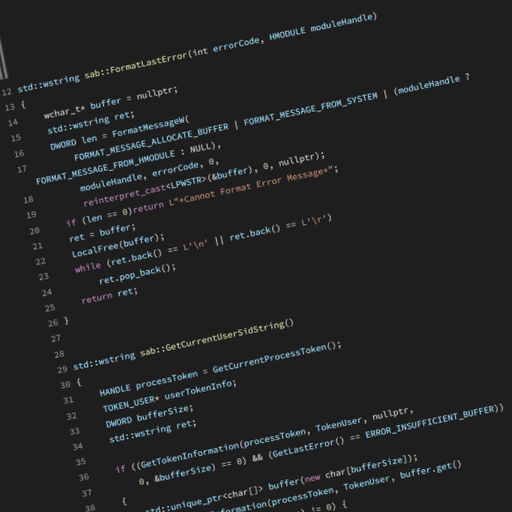 12 std::wstring sab::FormatLastError(int errorCode, HMODULE moduleHandle)
13 {
14 wchar_t* buffer = nullptr;
15 std::wstring ret;
16 DWORD len = FormatMessageW(
17 FORMAT_MESSAGE_ALLOCATE_BUFFER | FORMAT_MESSAGE_FROM_SYSTEM | (moduleHandle ?
FORMAT_MESSAGE_FROM_HMODULE : NULL),
18 moduleHandle, errorCode, 0,
19 reinterpret_cast<LPWSTR>(&buffer), 0, nullptr);
20 if (len == 0)return L"*Cannot Format Error Message*";
21 ret = buffer;
22 LocalFree(buffer);
23 while (ret.back() == L'\n' || ret.back() == L'\r')
24 ret.pop_back();
25 return ret;
26 }
27
28
29 std::wstring sab::GetCurrentUserSidString()
30 {
31 HANDLE processToken = GetCurrentProcessToken();
32 TOKEN_USER* userTokenInfo;
33 DWORD bufferSize;
34 std::wstring ret;
35
36 if ((GetTokenInformation(processToken, TokenUser, nullptr,
37 0, &bufferSize) == 0) && (GetLastError() == ERROR_INSUFFICIENT_BUFFER))
38 {
std::unique_ptr<char[]> buffer(new char[bufferSize]);
formation(processToken, TokenUser, buffer.get()
) != 0) {